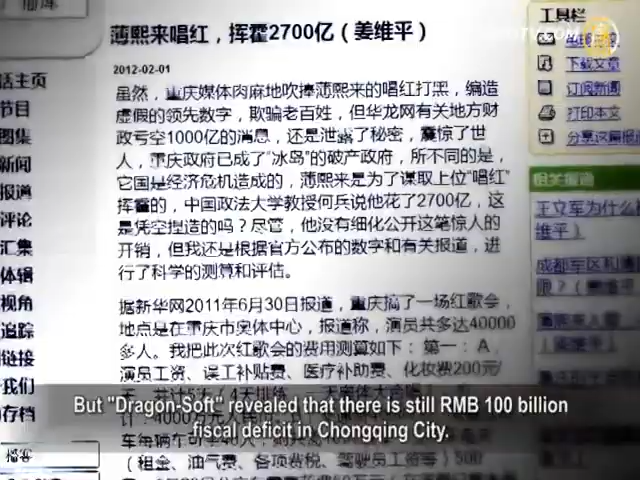 薄熙来唱红，挥霍2700亿（姜维平）
2012-02-01
虽然，重庆媒体肉麻地吹捧薄熙来的唱红打黑，编造
虚假的领先数字，欺骗老百姓，但华龙网有关地方财
政亏空1000亿的消息，还是泄露了秘密，震惊了世
人，重庆政府已成了“冰岛”的破产政府，所不同的是，
它国是经济危机造成的，薄熙来是为了谋取上位“唱红”
挥霍的，中国政法大学教授何兵说他花了2700亿，这
是凭空捏造的吗？尽管，他没有细化公开这笔惊人的
开销，但我还是根据官方公布的数字和有关报道，进
行了科学的测算和评估。
据新华网2011年6月30日报道，重庆搞了一场红歌会，
地点是在重庆市奥体中心，报道称，演员共多达40000
多人。我把此次红歌会的费用测算如下：第一：A，
演员工资、误工补贴费、医疗补助费、化妆费200元/
（租金、油气费、各项费税、驾驶员工资等）500
话主页
节目
图集
新闻
报道
评论
汇集
体辑
视角
追踪
链接
我们
存档
播客
工具栏
下载文章
订阅新闻
打印本文
分享这篇报
相关报道
王立军为什么
维平）
成都军区和薄
But "Dragon-Soft" revealed that there is still RMB 100 billion
fiscal deficit in Chongqing City.